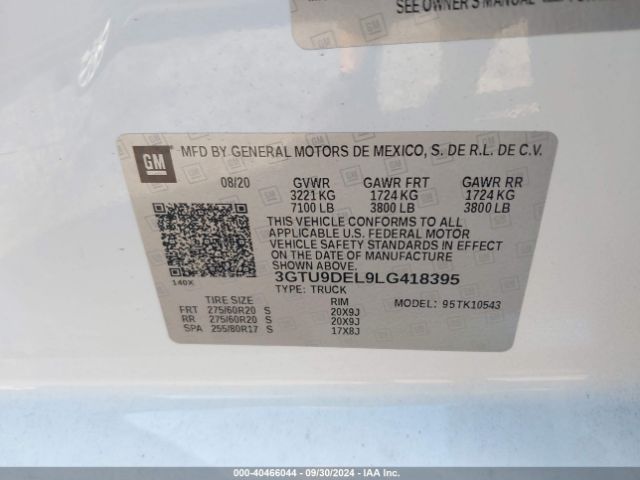 SEE OWNER'S MANUAL
GM
MFD BY GENERAL MOTORS DE MEXICO, S. DE R.L. DE C.V.
08/20 GVWR GAWR FRT GAWR RR
3221 KG 1724 KG 1724 KG
7100 LB 3800 LB 3800 LB
THIS VEHICLE CONFORMS TO ALL
APPLICABLE U.S. FEDERAL MOTOR
VEHICLE SAFETY STANDARDS IN EFFECT
ON THE DATE OF MANUFACTURE
SHOWN ABOVE.
140X
3GTU9DEL9LG418395
TYPE: TRUCK
MODEL: 95TK10543
TIRE SIZE RIM
FRT 275/60R20 S 20X9J
RR 275/60R20 S 20X9J
SPA 255/80R17 S 17X8J
000-40466044 / 09/30/2024 / IAAI.COM